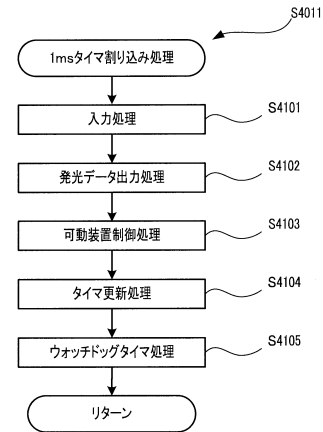 S4011
1msタイマ割り込み処理
入力処理
S4101
発光データ出力処理
S4102
可動装置制御処理
S4103
タイマ更新処理
S4104
ウォッチドッグタイマ処理
S4105
リターン